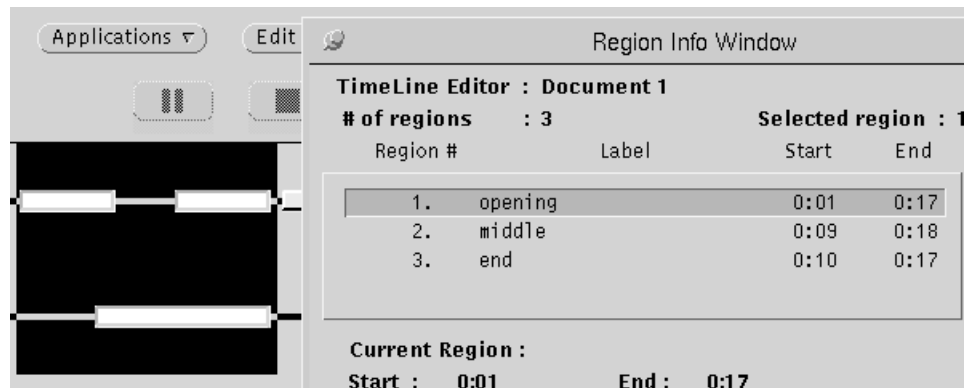 Applications Edit
Region Info Window
TimeLine Editor : Document 1
# of regions : 3 Selected region : 1
Region # Label Start End
1. opening 0:01 0:17
2. middle 0:09 0:18
3. end 0:10 0:17
Current Region :
Start : 0:01 End : 0:17